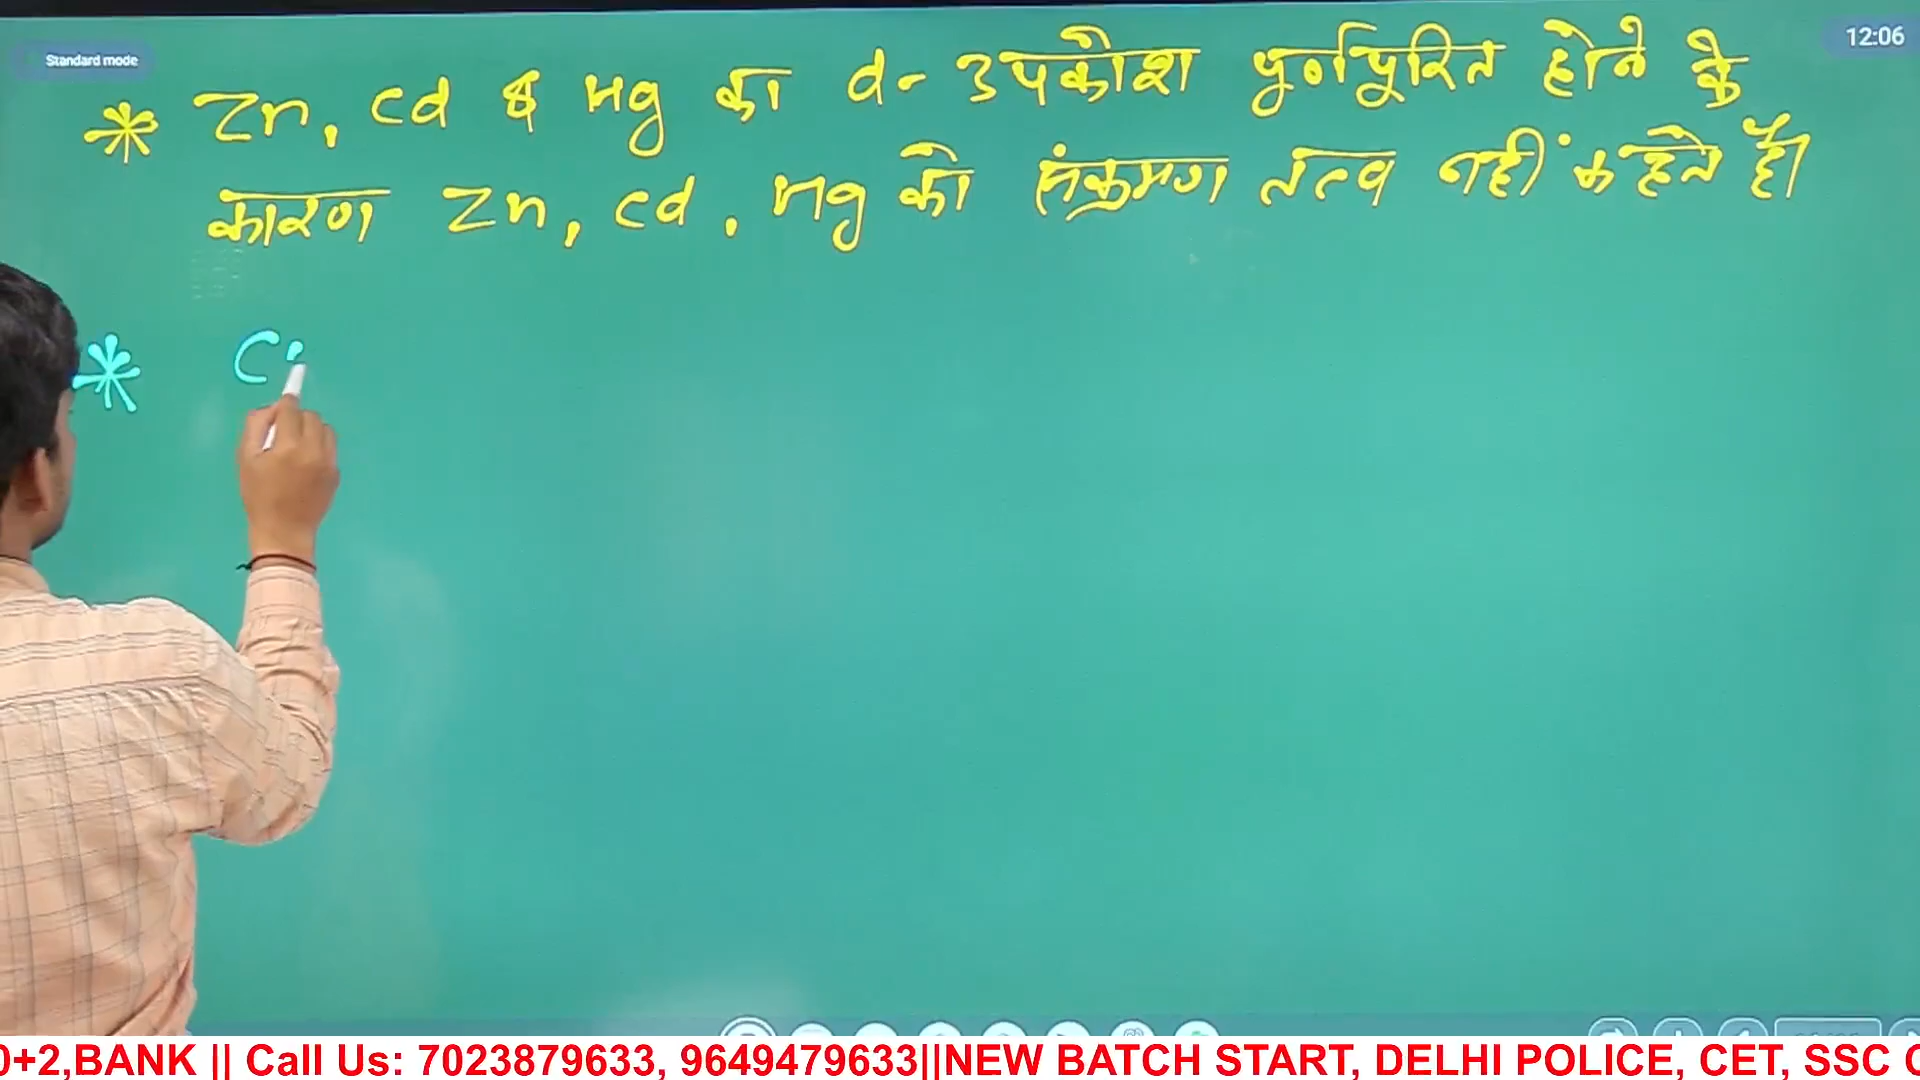 Standard mode
12:06
* Zn, Cd & Hg का d- उपकोश पूर्णपूरित होने के
कारण Zn, Cd, Hg को संक्रमण तत्व नहीं कहते है।
* C
0+2,BANK || Call Us: 7023879633, 9649479633||NEW BATCH START, DELHI POLICE, CET, SSC